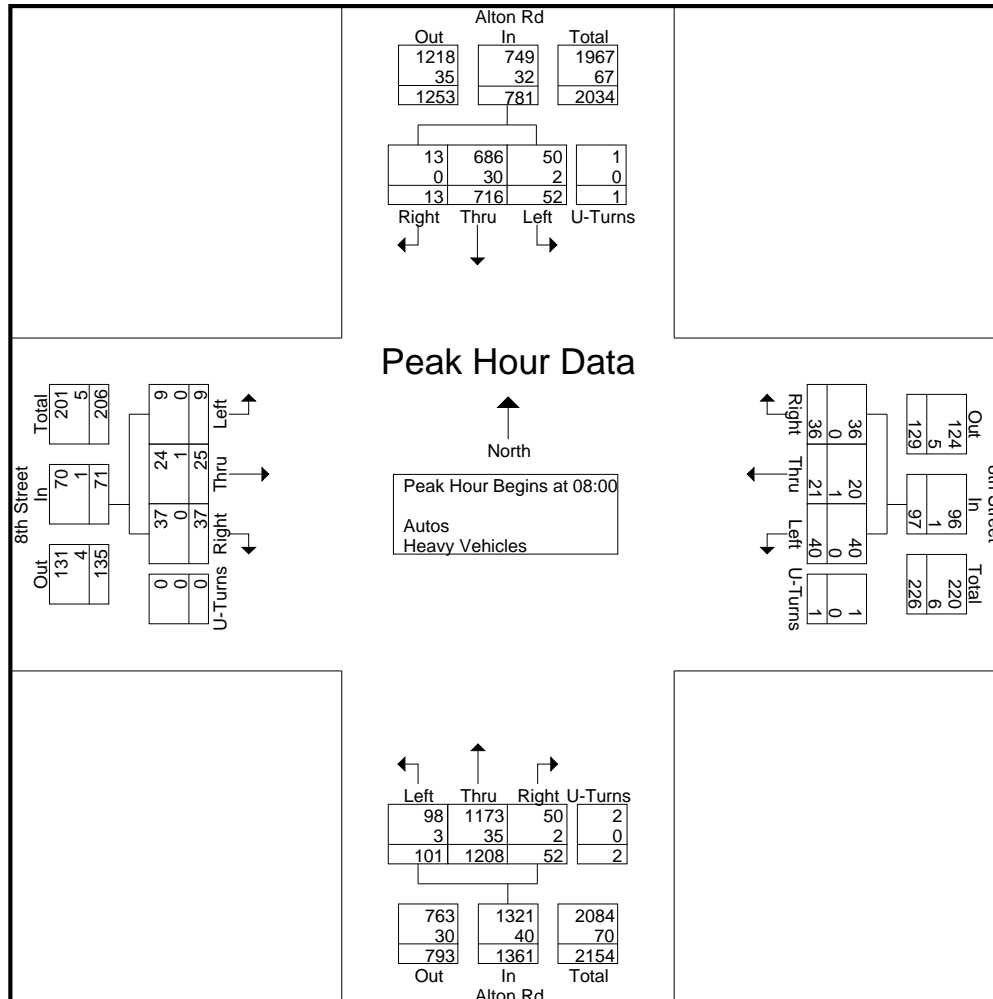 Alton Rd
Out In Total
1218 749 1967
35 32 67
1253 781 2034
13 686 50 1
0 30 2 0
13 716 52 1
Right Thru Left U-Turns
Peak Hour Data
North
Peak Hour Begins at 08:00
Autos
Heavy Vehicles
8th Street
Total In Out
201 70 131
5 1 4
206 71 135
9 24 37 0
0 1 0 0
9 25 37 0
Left Thru Right U-Turns
Right Thru Left U-Turns
36 20 40 1
0 1 0 0
36 21 40 1
Out In Total
124 96 220
5 1 6
129 97 226
Street
Left Thru Right U-Turns
98 1173 50 2
3 35 2 0
101 1208 52 2
763 1321 2084
30 40 70
793 1361 2154
Out In Total
Alton Rd